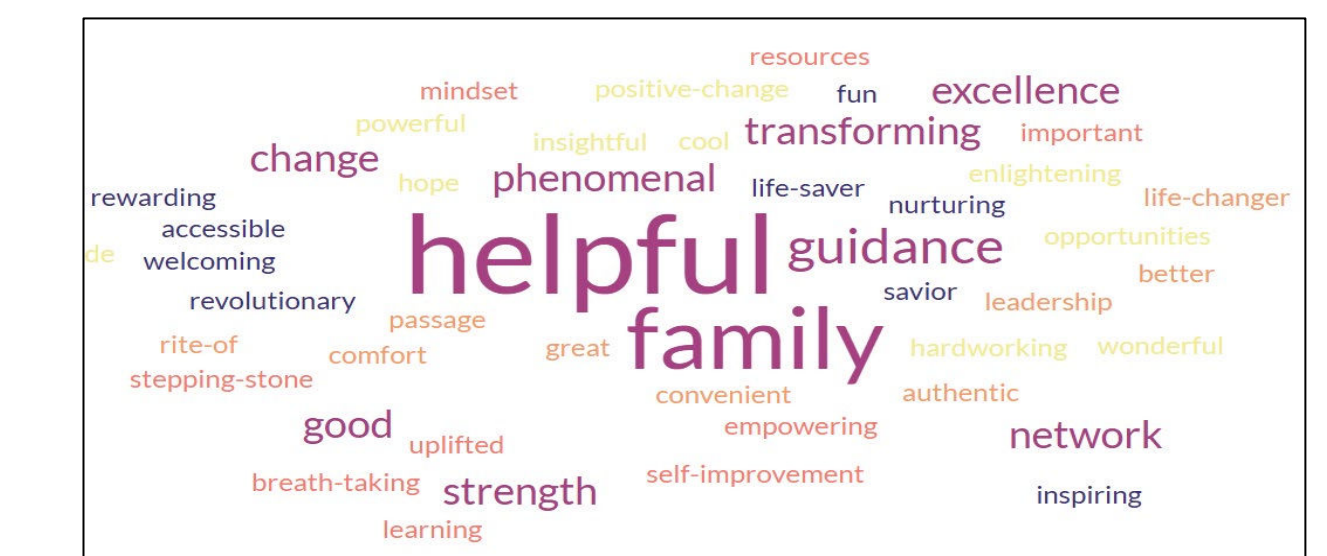 resources
mindset positive-change fun excellence
powerful insightful cool transforming important
change hope phenomenal life-saver enlightening
rewarding nurturing life-changer
accessible helpful guidance opportunities
de welcoming better
revolutionary savior leadership
passage family
rite-of comfort great hardworking wonderful
stepping-stone convenient authentic
good uplifted empowering network
breath-taking strength self-improvement inspiring
learning